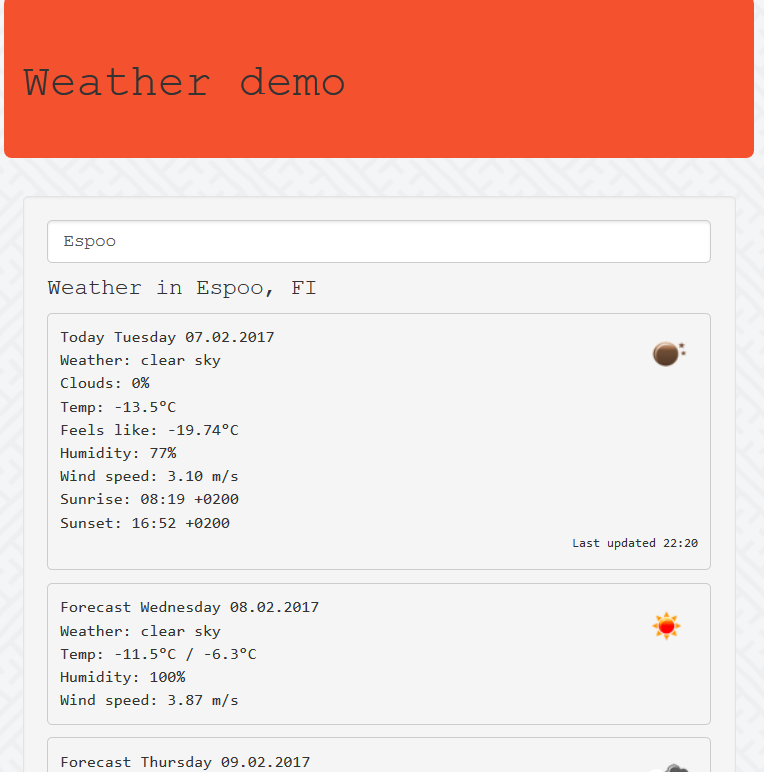 Weather demo
Espoo
Weather in Espoo, FI
Today Tuesday 07.02.2017
Weather: clear sky
Clouds: 0%
Temp: -13.5°C
Feels like: -19.74°C
Humidity: 77%
Wind speed: 3.10 m/s
Sunrise: 08:19 +0200
Sunset: 16:52 +0200
Last updated 22:20
Forecast Wednesday 08.02.2017
Weather: clear sky
Temp: -11.5°C / -6.3°C
Humidity: 100%
Wind speed: 3.87 m/s
Forecast Thursday 09.02.2017